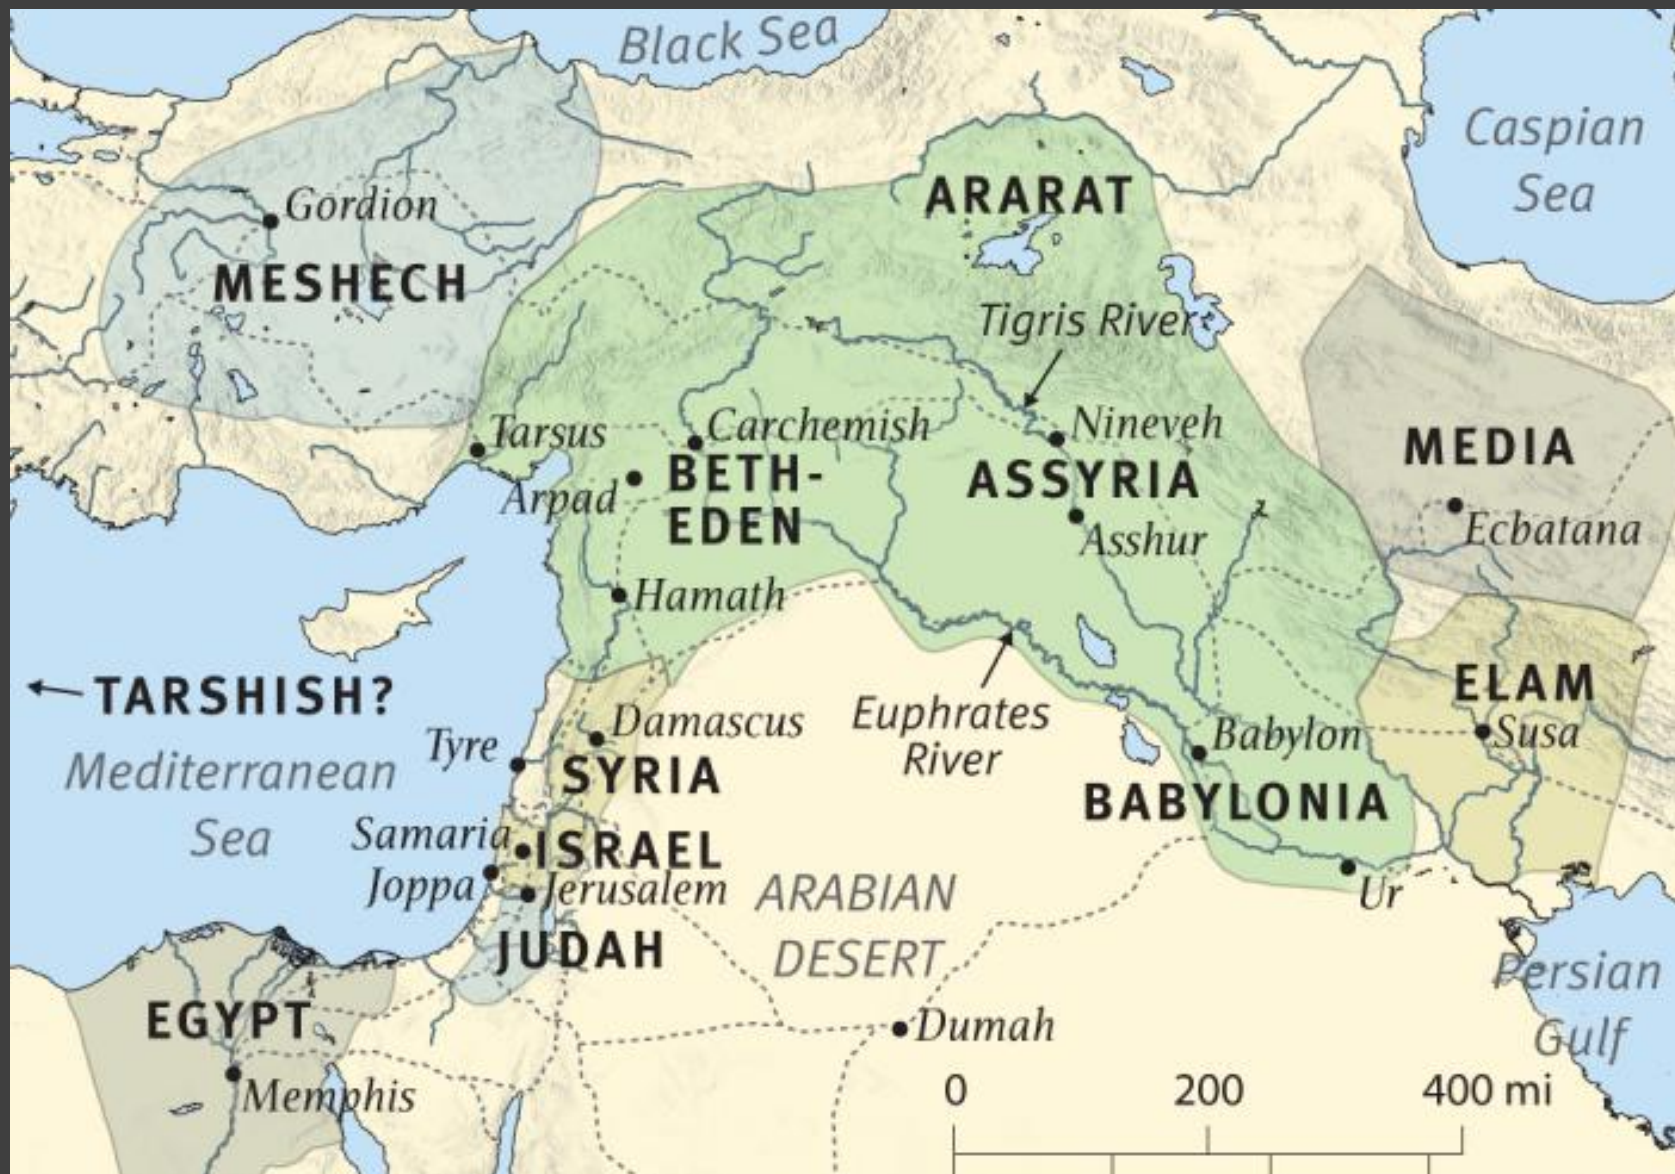 Black Sea
Caspian
Sea
ARARAT
Gordion
MESHECH
Tigris River
Tarsus
Carchemish
Nineveh
MEDIA
BETH-
EDEN
ASSYRIA
Arpad
Ecbatana
Asshur
Hamath
TARSHISH?
ELAM
Euphrates
River
Damascus
Tyre
Babylon
Susa
SYRIA
Mediterranean
Sea
BABYLONIA
Samaria
ISRAEL
Joppa
Jerusalem
ARABIAN
DESERT
Ur
JUDAH
Persian
Gulf
EGYPT
Dumah
Memphis
0 200 400 mi